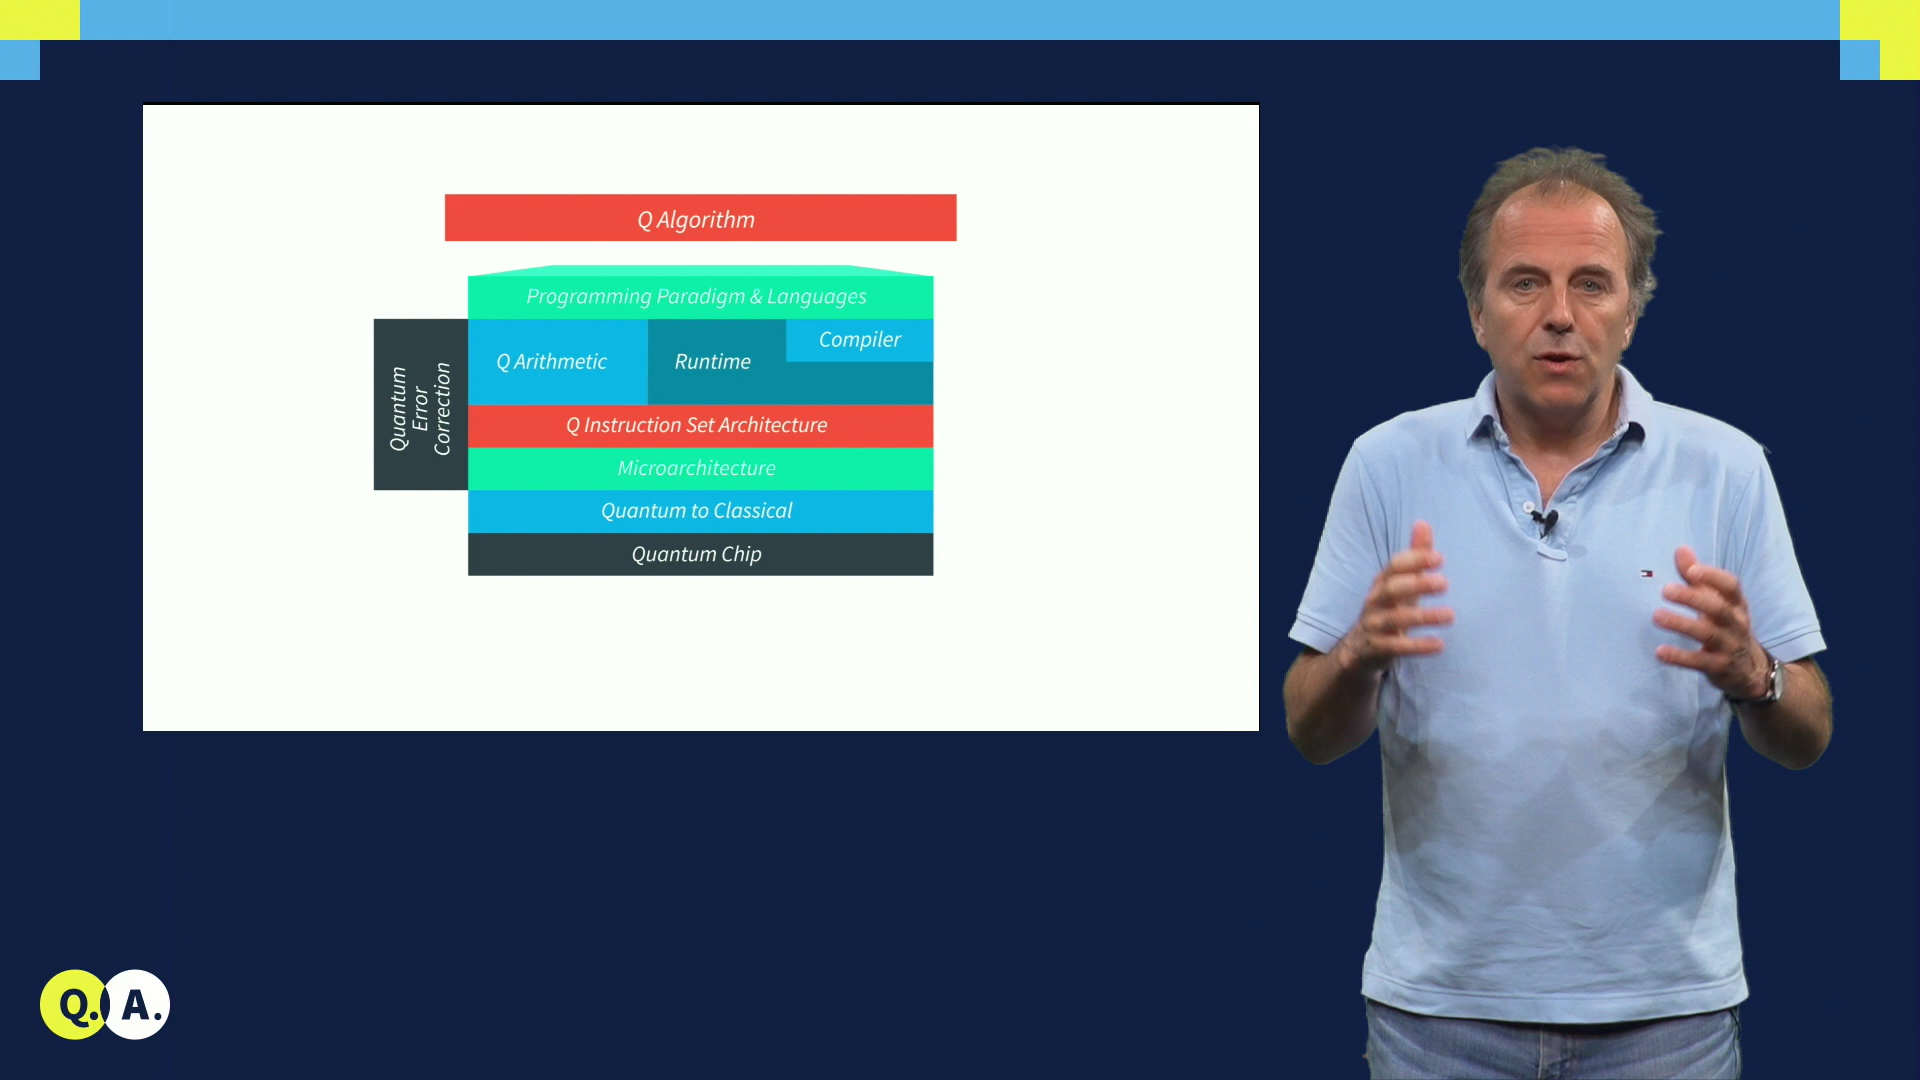 Q Algorithm
Programming Paradigm & Languages
Quantum
Error
Correction
Q Arithmetic
Runtime
Compiler
Q Instruction Set Architecture
Microarchitecture
Quantum to Classical
Quantum Chip
Q. A.